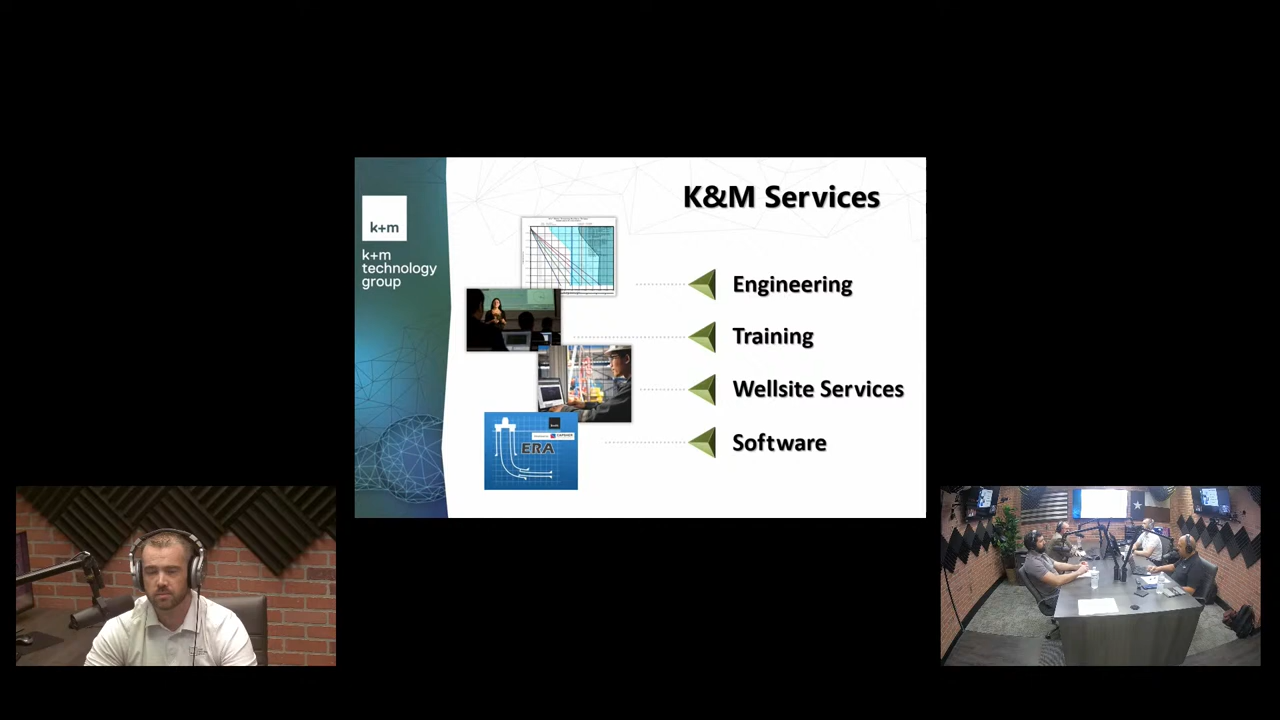 K&M Services
k+m
k+m
technology
group
Engineering
Training
Wellsite Services
Software
ERA